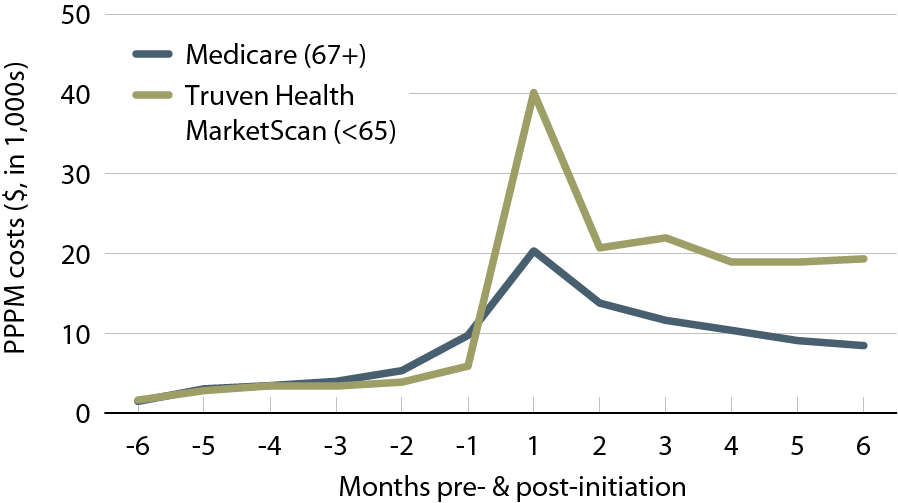 50
40
30
20
10
0
PPPM costs ($, in 1,000s)
Medicare (67+)
Truven Health
MarketScan (<65)
-6 -5 -4 -3 -2 -1 1 2 3 4 5 6
Months pre- & post-initiation